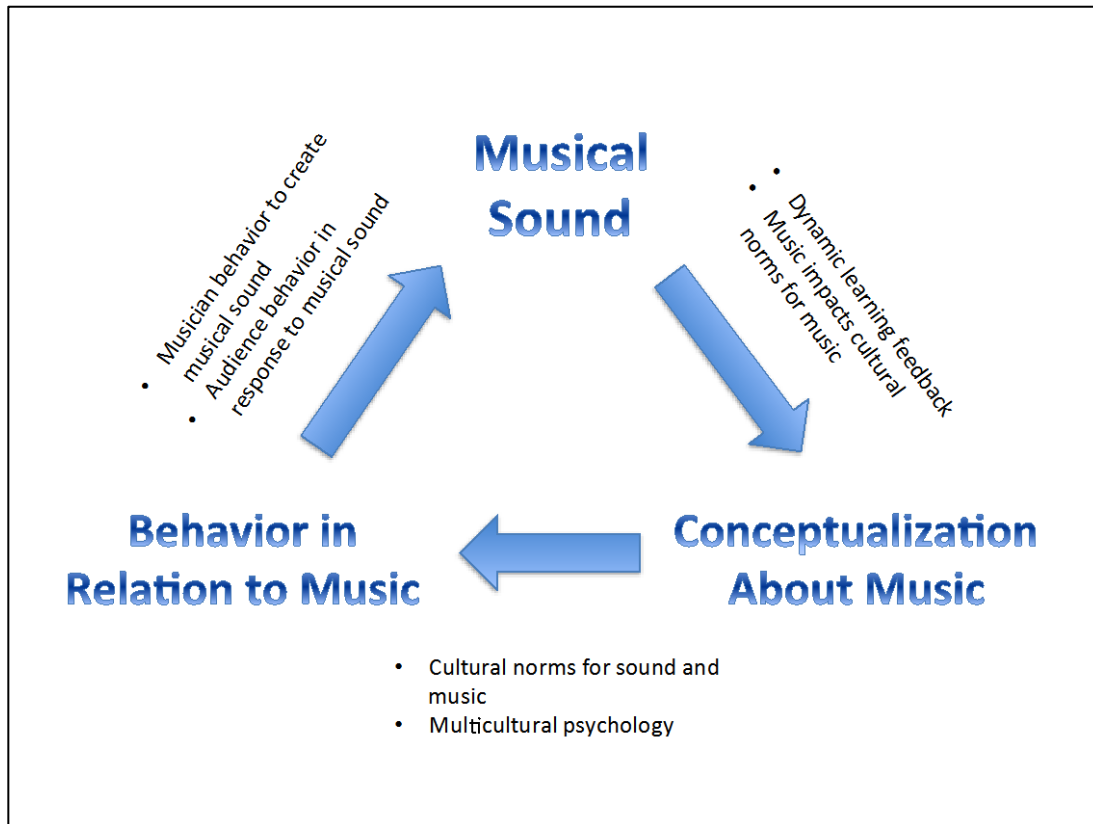 Musical
Sound
• Musician behavior to create
musical sound
• Audience behavior in
response to musical sound
• Dynamic learning feedback
• Music impacts cultural
norms for music
Behavior in
Relation to Music
Conceptualization
About Music
• Cultural norms for sound and
music
• Multicultural psychology